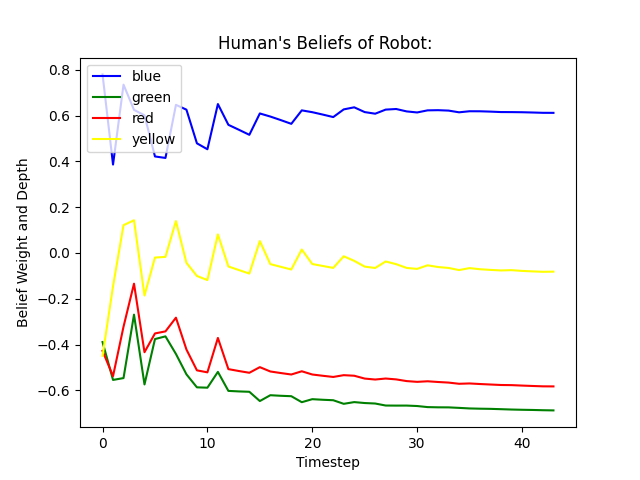 Human's Beliefs of Robot:
blue
green
red
yellow
Belief Weight and Depth
0.8
0.6
0.4
0.2
0.0
−0.2
−0.4
−0.6
0 10 20 30 40
Timestep